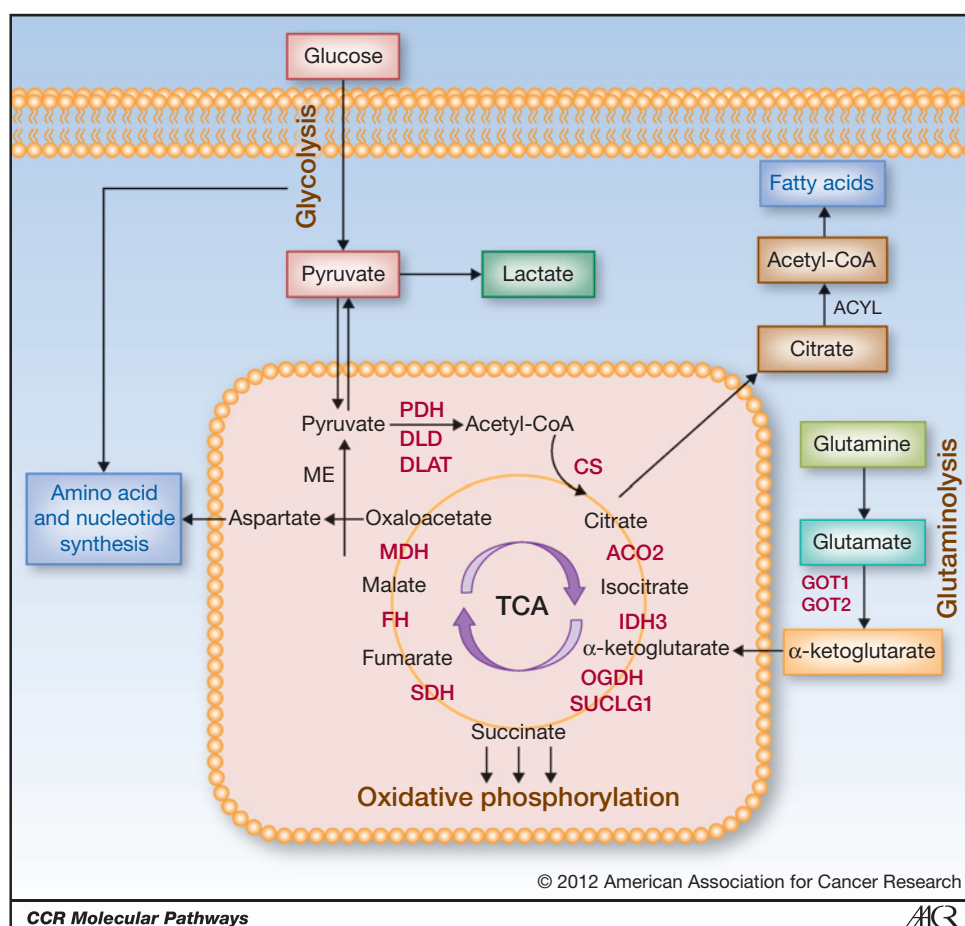 Glucose
Glycolysis
Fatty acids
Acetyl-CoA
ACYL
Citrate
Pyruvate
Lactate
Pyruvate
PDH
DLD
DLAT
Acetyl-CoA
CS
ME
Glutamine
Glutaminolysis
Glutamate
GOT1
GOT2
α-ketoglutarate
Amino acid
and nucleotide
synthesis
Aspartate
Oxaloacetate
Citrate
MDH
ACO2
Malate
Isocitrate
TCA
FH
IDH3
Fumarate
α-ketoglutarate
OGDH
SDH
SUCLG1
Succinate
Oxidative phosphorylation
© 2012 American Association for Cancer Research
CCR Molecular Pathways
AACR